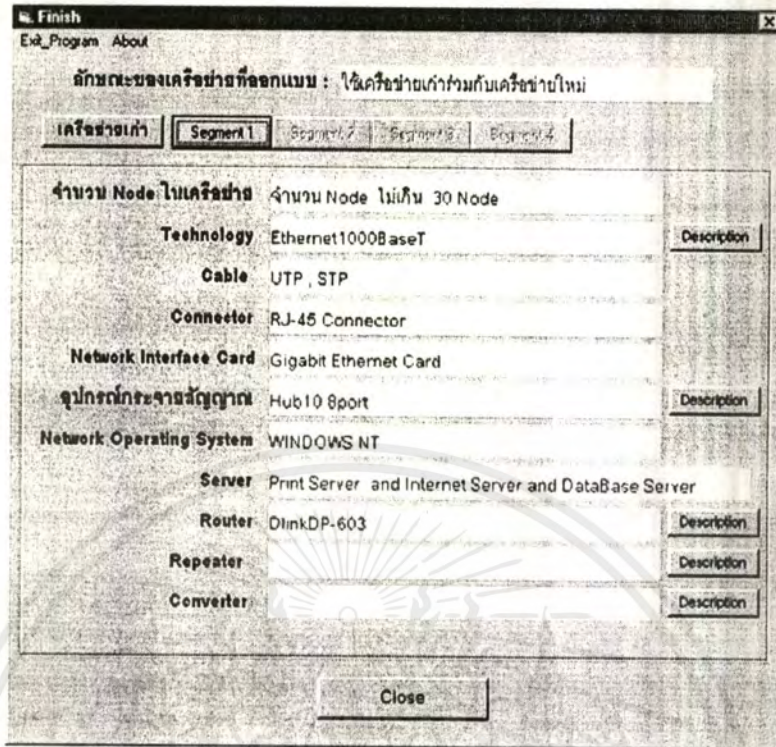 Finish
Exit_Program About
ลักษณะของเครือข่ายที่ออกแบบ : ใช้เครือข่ายเก่าร่วมกับเครือข่ายใหม่
เครือข่ายเก่า Segment 1 Segment 2 Segment 3 Segment 4
จำนวน Node ในเครือข่าย จำนวน Node ไม่เกิน 30 Node
Technology Ethernet1000BaseT Description
Cable UTP , STP
Connector RJ-45 Connector
Network Interface Card Gigabit Ethernet Card
อุปกรณ์กระจายสัญญาณ Hub10 8port Description
Network Operating System WINDOWS NT
Server Print Server and Internet Server and DataBase Server
Router DlinkDP-603 Description
Repeater Description
Converter Description
Close